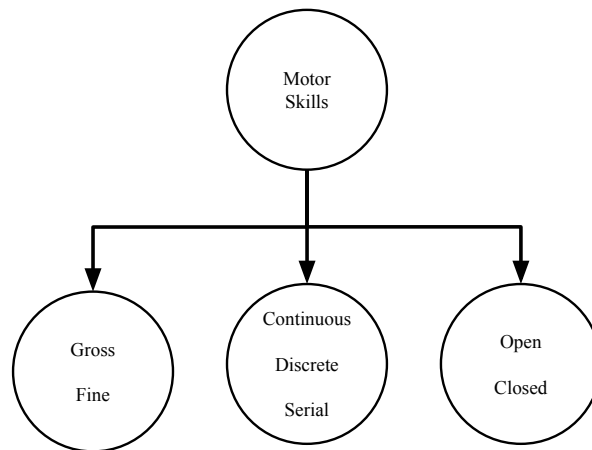 Motor
Skills
Gross
Fine
Continuous
Discrete
Serial
Open
Closed